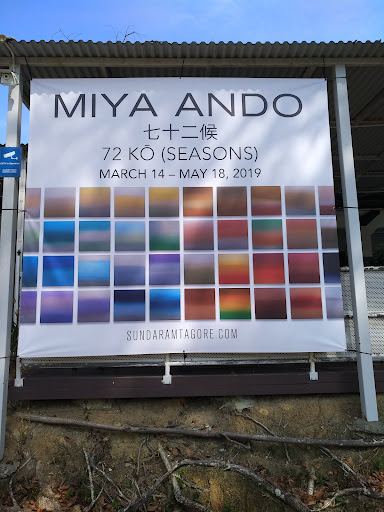 MIYA ANDO
七十二候
72 KŌ (SEASONS)
MARCH 14 – MAY 18, 2019
SUNDARAMTAGORE.COM